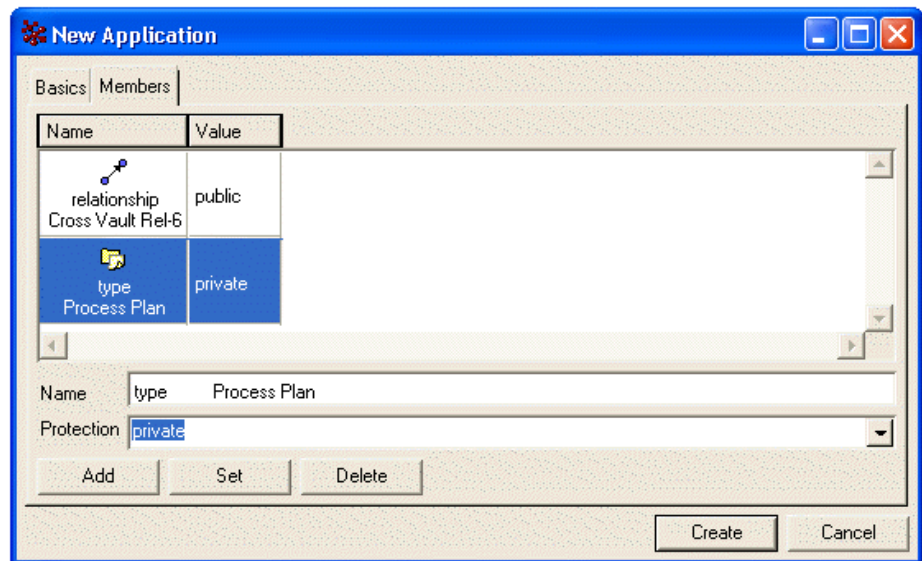 New Application
Basics Members
Name Value
relationship
Cross Vault Rel-6 public
type
Process Plan private
Name type Process Plan
Protection private
Add Set Delete
Create Cancel